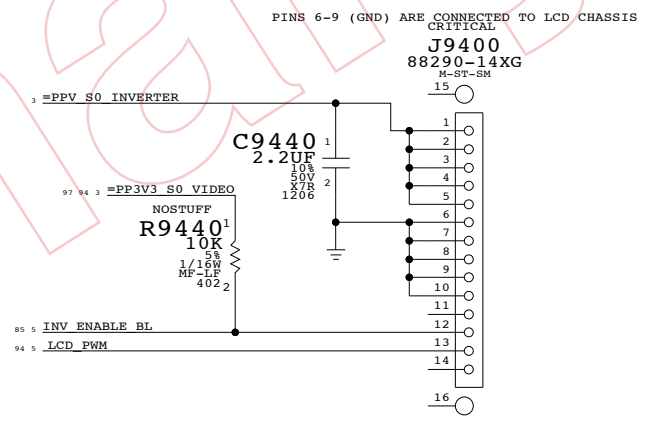 PINS 6-9 (GND) ARE CONNECTED TO LCD CHASSIS
CRITICAL
J9400
88290-14XG
M-ST-SM
15
3 =PPV_S0_INVERTER
1
2
3
4
5
6
7
8
9
10
11
12
13
14
16
C9440 1
2.2UF
10%
50V
X7R 2
1206
97 94 3 =PP3V3_S0_VIDEO
NOSTUFF
R9440 1
10K
5%
1/16W
MF-LF
402 2
85 5 INV_ENABLE_BL
94 5 LCD_PWM